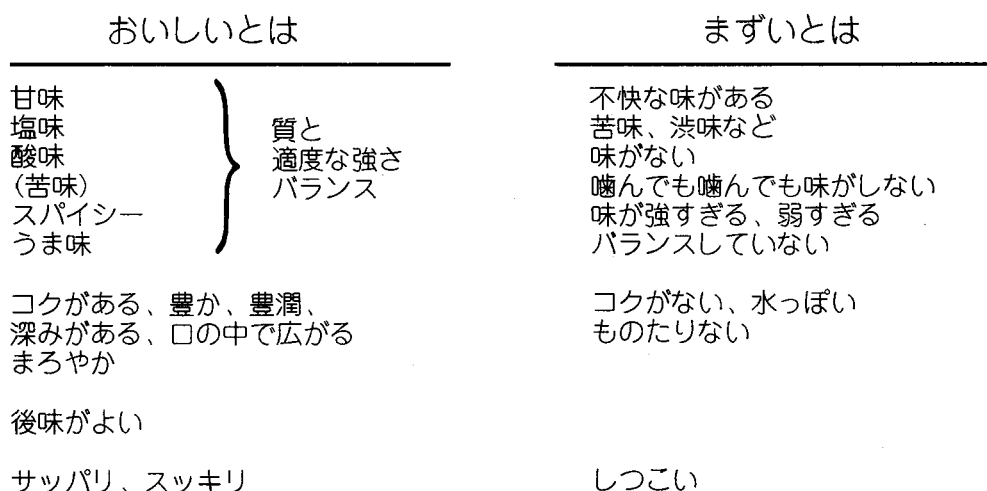 おいしいとは
甘味
塩味
酸味
(苦味)
スパイシー
うま味
質と
適度な強さ
バランス
コクがある、豊か、豊潤、
深みがある、口の中で広がる
まろやか
後味がよい
サッパリ、スッキリ
まずいとは
不快な味がある
苦味、渋味など
味がない
噛んでも噛んでも味がしない
味が強すぎる、弱すぎる
バランスしていない
コクがない、水っぽい
ものたりない
しつこい